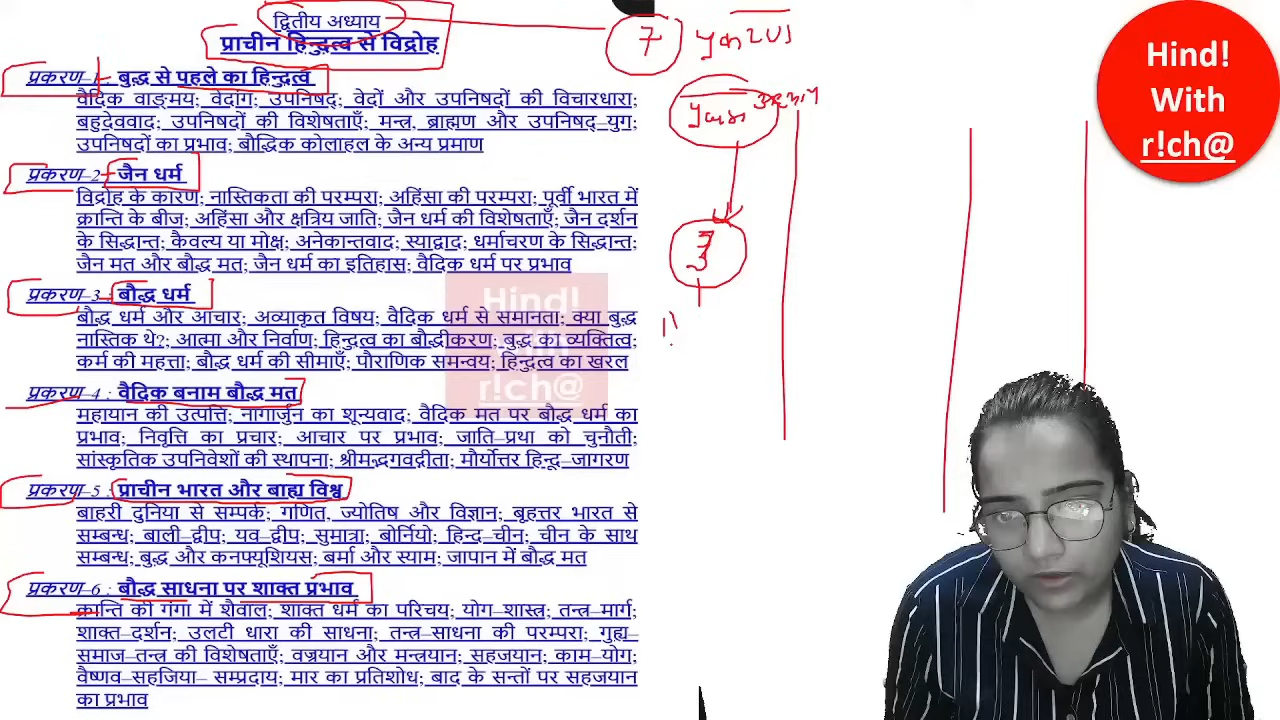 द्वितीय अध्याय
प्राचीन हिन्दुत्व से विद्रोह
प्रकरण–1 : बुद्ध से पहले का हिन्दुत्व
वैदिक वाङ्मय; वेदांग; उपनिषद्; वेदों और उपनिषदों की विचारधारा;
बहुदेववाद; उपनिषदों की विशेषताएँ; मन्त्र, ब्राह्मण और उपनिषद्–युग;
उपनिषदों का प्रभाव; बौद्धिक कोलाहल के अन्य प्रमाण
प्रकरण–2 जैन धर्म
विद्रोह के कारण; नास्तिकता की परम्परा; अहिंसा की परम्परा; पूर्वी भारत में
क्रान्ति के बीज; अहिंसा और क्षत्रिय जाति; जैन धर्म की विशेषताएँ; जैन दर्शन
के सिद्धान्त; कैवल्य या मोक्ष; अनेकान्तवाद; स्याद्वाद; धर्माचरण के सिद्धान्त;
जैन मत और बौद्ध मत; जैन धर्म का इतिहास; वैदिक धर्म पर प्रभाव
प्रकरण–3 बौद्ध धर्म
बौद्ध धर्म और आचार; अव्याकृत विषय; वैदिक धर्म से समानता; क्या बुद्ध
नास्तिक थे?; आत्मा और निर्वाण; हिन्दुत्व का बौद्धीकरण; बुद्ध का व्यक्तित्व;
कर्म की महत्ता; बौद्ध धर्म की सीमाएँ; पौराणिक समन्वय; हिन्दुत्व का खरल
प्रकरण–4 : वैदिक बनाम बौद्ध मत
महायान की उत्पत्ति; नागार्जुन का शून्यवाद; वैदिक मत पर बौद्ध धर्म का
प्रभाव; निवृत्ति का प्रचार; आचार पर प्रभाव; जाति–प्रथा को चुनौती;
सांस्कृतिक उपनिवेशों की स्थापना; श्रीमद्भगवद्गीता; मौर्योत्तर हिन्दू–जागरण
प्रकरण–5 : प्राचीन भारत और बाह्य विश्व
बाहरी दुनिया से सम्पर्क; गणित, ज्योतिष और विज्ञान; बृहत्तर भारत से
सम्बन्ध; बाली–द्वीप; यव–द्वीप; सुमात्रा; बोर्नियो; हिन्द–चीन; चीन के साथ
सम्बन्ध; बुद्ध और कनफ्यूशियस; बर्मा और स्याम; जापान में बौद्ध मत
प्रकरण–6 : बौद्ध साधना पर शाक्त प्रभाव
क्रान्ति की गंगा में शैवाल; शाक्त धर्म का परिचय; योग–शास्त्र; तन्त्र–मार्ग;
शाक्त–दर्शन; उलटी धारा की साधना; तन्त्र–साधना की परम्परा; गुह्य–
समाज–तन्त्र की विशेषताएँ; वज्रयान और मन्त्रयान; सहजयान; काम–योग;
वैष्णव–सहजिया– सम्प्रदाय; मार का प्रतिशोध; बाद के सन्तों पर सहजयान
का प्रभाव
7
Hind!
With
r!ch@
Hind!
With
r!ch@